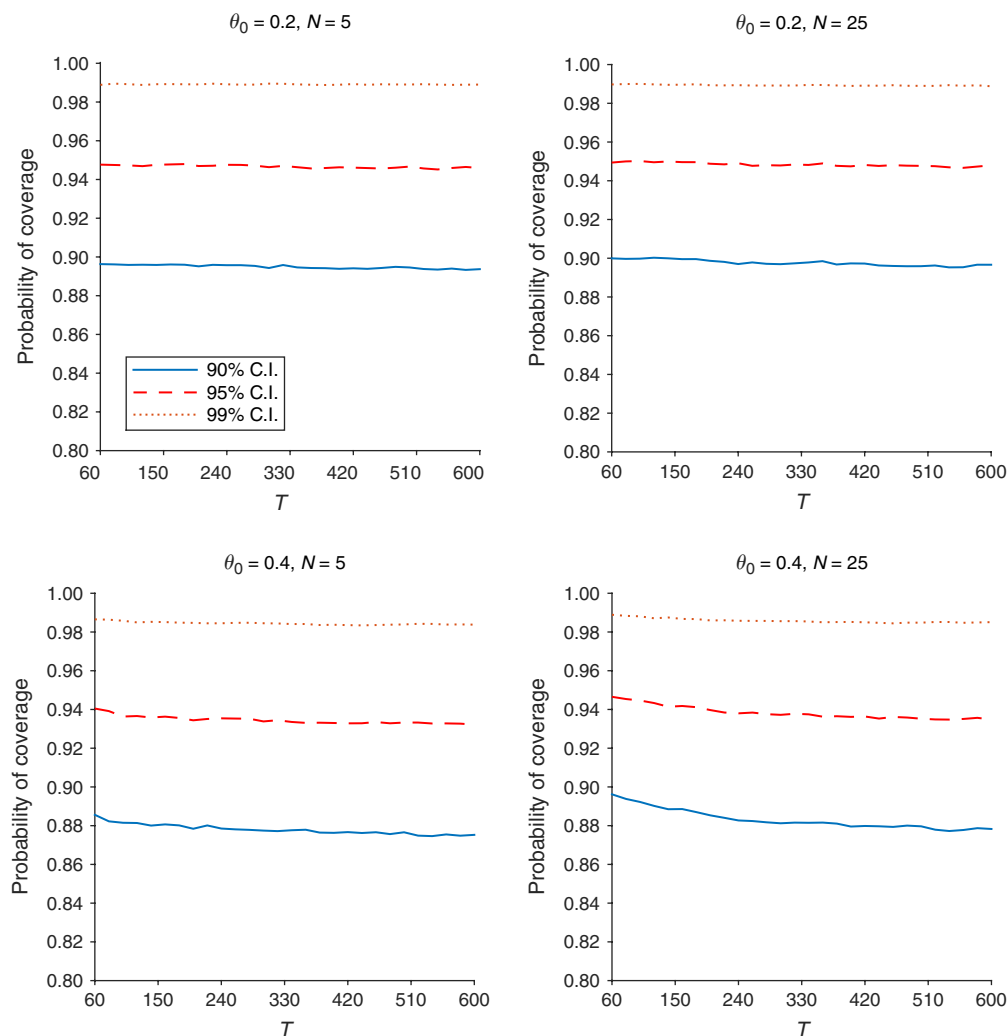 θ0 = 0.2, N = 5
Probability of coverage
1.00
0.98
0.96
0.94
0.92
0.90
0.88
0.86
0.84
0.82
0.80
90% C.I.
95% C.I.
99% C.I.
60 150 240 330 420 510 600
T
θ0 = 0.2, N = 25
Probability of coverage
1.00
0.98
0.96
0.94
0.92
0.90
0.88
0.86
0.84
0.82
0.80
60 150 240 330 420 510 600
T
θ0 = 0.4, N = 5
Probability of coverage
1.00
0.98
0.96
0.94
0.92
0.90
0.88
0.86
0.84
0.82
0.80
60 150 240 330 420 510 600
T
θ0 = 0.4, N = 25
Probability of coverage
1.00
0.98
0.96
0.94
0.92
0.90
0.88
0.86
0.84
0.82
0.80
60 150 240 330 420 510 600
T